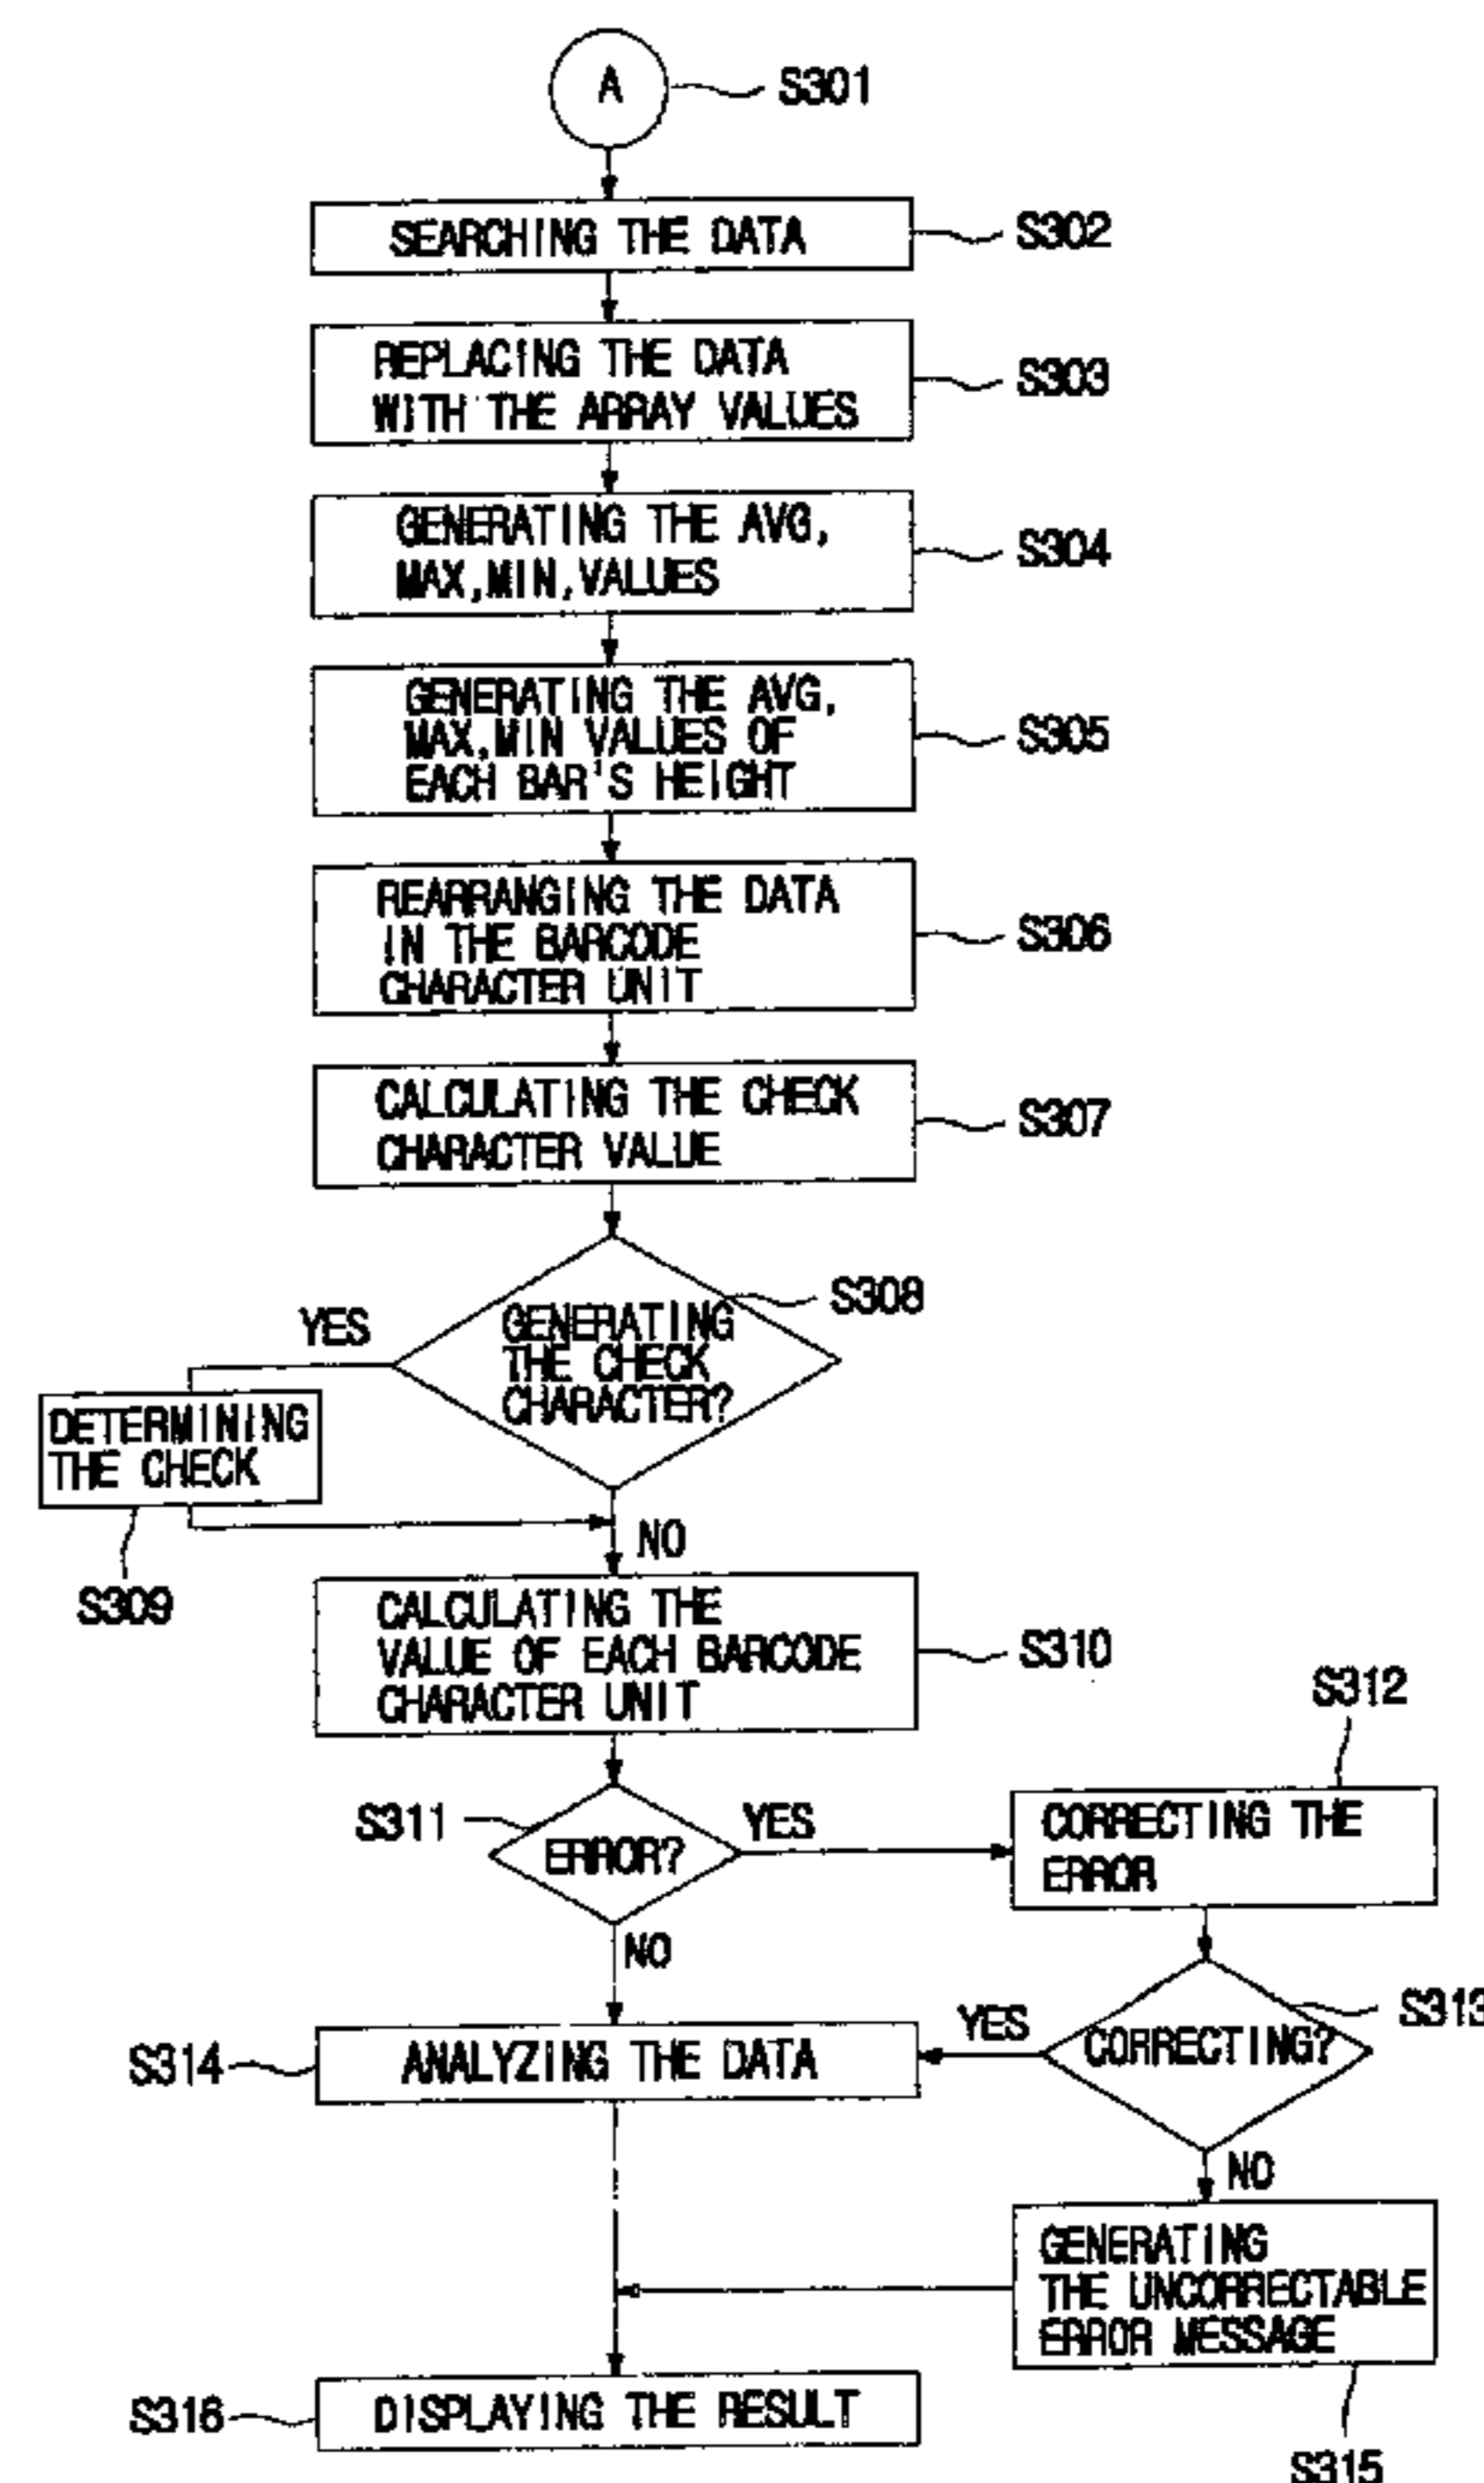 A
S301
SEARCHING THE DATA
S302
REPLACING THE DATA
WITH THE ARRAY VALUES
S303
GENERATING THE AVG,
MAX,MIN,VALUES
S304
GENERATING THE AVG,
MAX,MIN VALUES OF
EACH BAR'S HEIGHT
S305
REARRANGING THE DATA
IN THE BARCODE
CHARACTER UNIT
S306
CALCULATING THE CHECK
CHARACTER VALUE
S307
S308
YES
GENERATING
THE CHECK
CHARACTER?
DETERMINING
THE CHECK
NO
S309
CALCULATING THE
VALUE OF EACH BARCODE
CHARACTER UNIT
S310
S312
S311
ERROR?
YES
CORRECTING THE
ERROR
NO
S313
YES
CORRECTING?
S314
ANALYZING THE DATA
NO
GENERATING
THE UNCORRECTABLE
ERROR MESSAGE
S316
DISPLAYING THE RESULT
S315